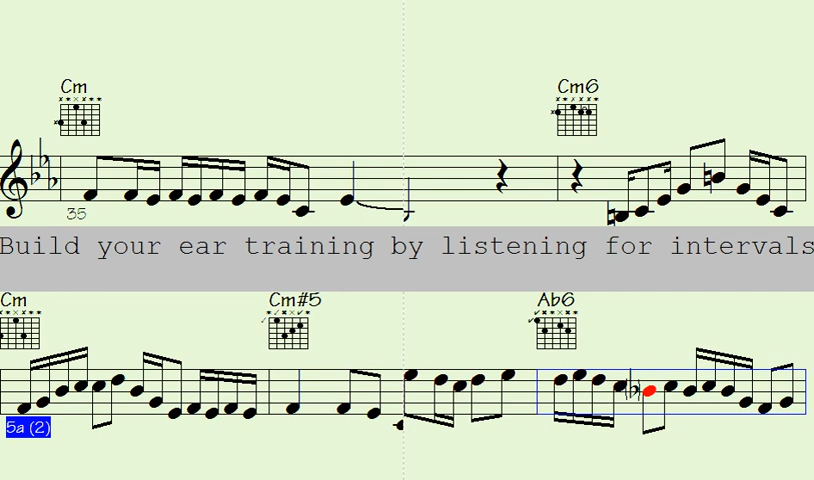 Cm Cm6
35
Build your ear training by listening for intervals
Cm Cm#5 Ab6
5a (2)